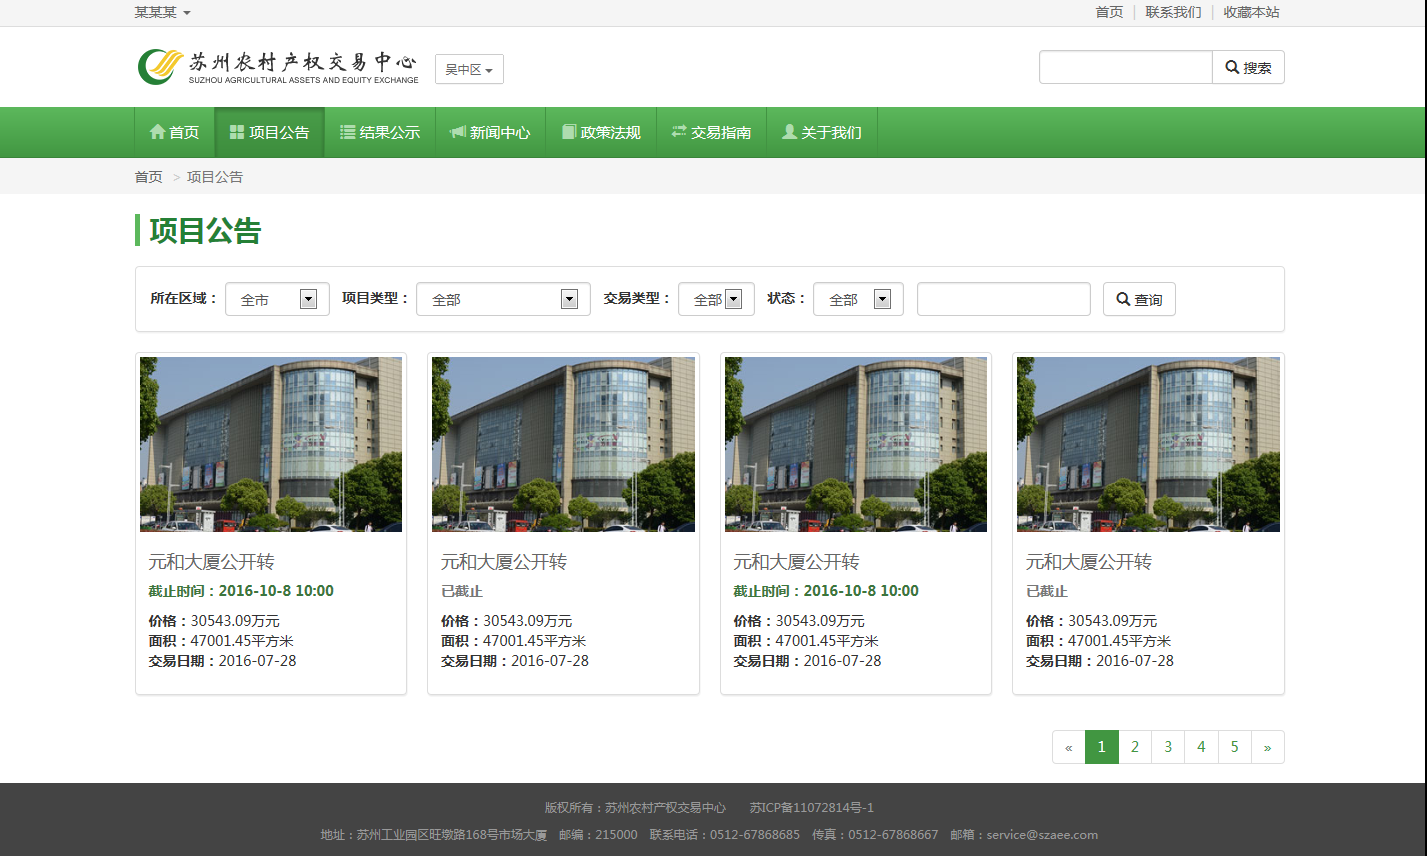 某某某
首页 | 联系我们 | 收藏本站
苏州农村产权交易中心
SUZHOU AGRICULTURAL ASSETS AND EQUITY EXCHANGE
吴中区
搜索
首页 项目公告 结果公示 新闻中心 政策法规 交易指南 关于我们
首页 > 项目公告
项目公告
所在区域： 全市 项目类型： 全部 交易类型： 全部 状态： 全部 查询
元和大厦公开转
截止时间：2016-10-8 10:00
价格：30543.09万元
面积：47001.45平方米
交易日期：2016-07-28
元和大厦公开转
已截止
价格：30543.09万元
面积：47001.45平方米
交易日期：2016-07-28
元和大厦公开转
截止时间：2016-10-8 10:00
价格：30543.09万元
面积：47001.45平方米
交易日期：2016-07-28
元和大厦公开转
已截止
价格：30543.09万元
面积：47001.45平方米
交易日期：2016-07-28
« 1 2 3 4 5 »
版权所有：苏州农村产权交易中心 苏ICP备11072814号-1
地址：苏州工业园区旺墩路168号市场大厦 邮编：215000 联系电话：0512-67868685 传真：0512-67868667 邮箱：service@szaee.com